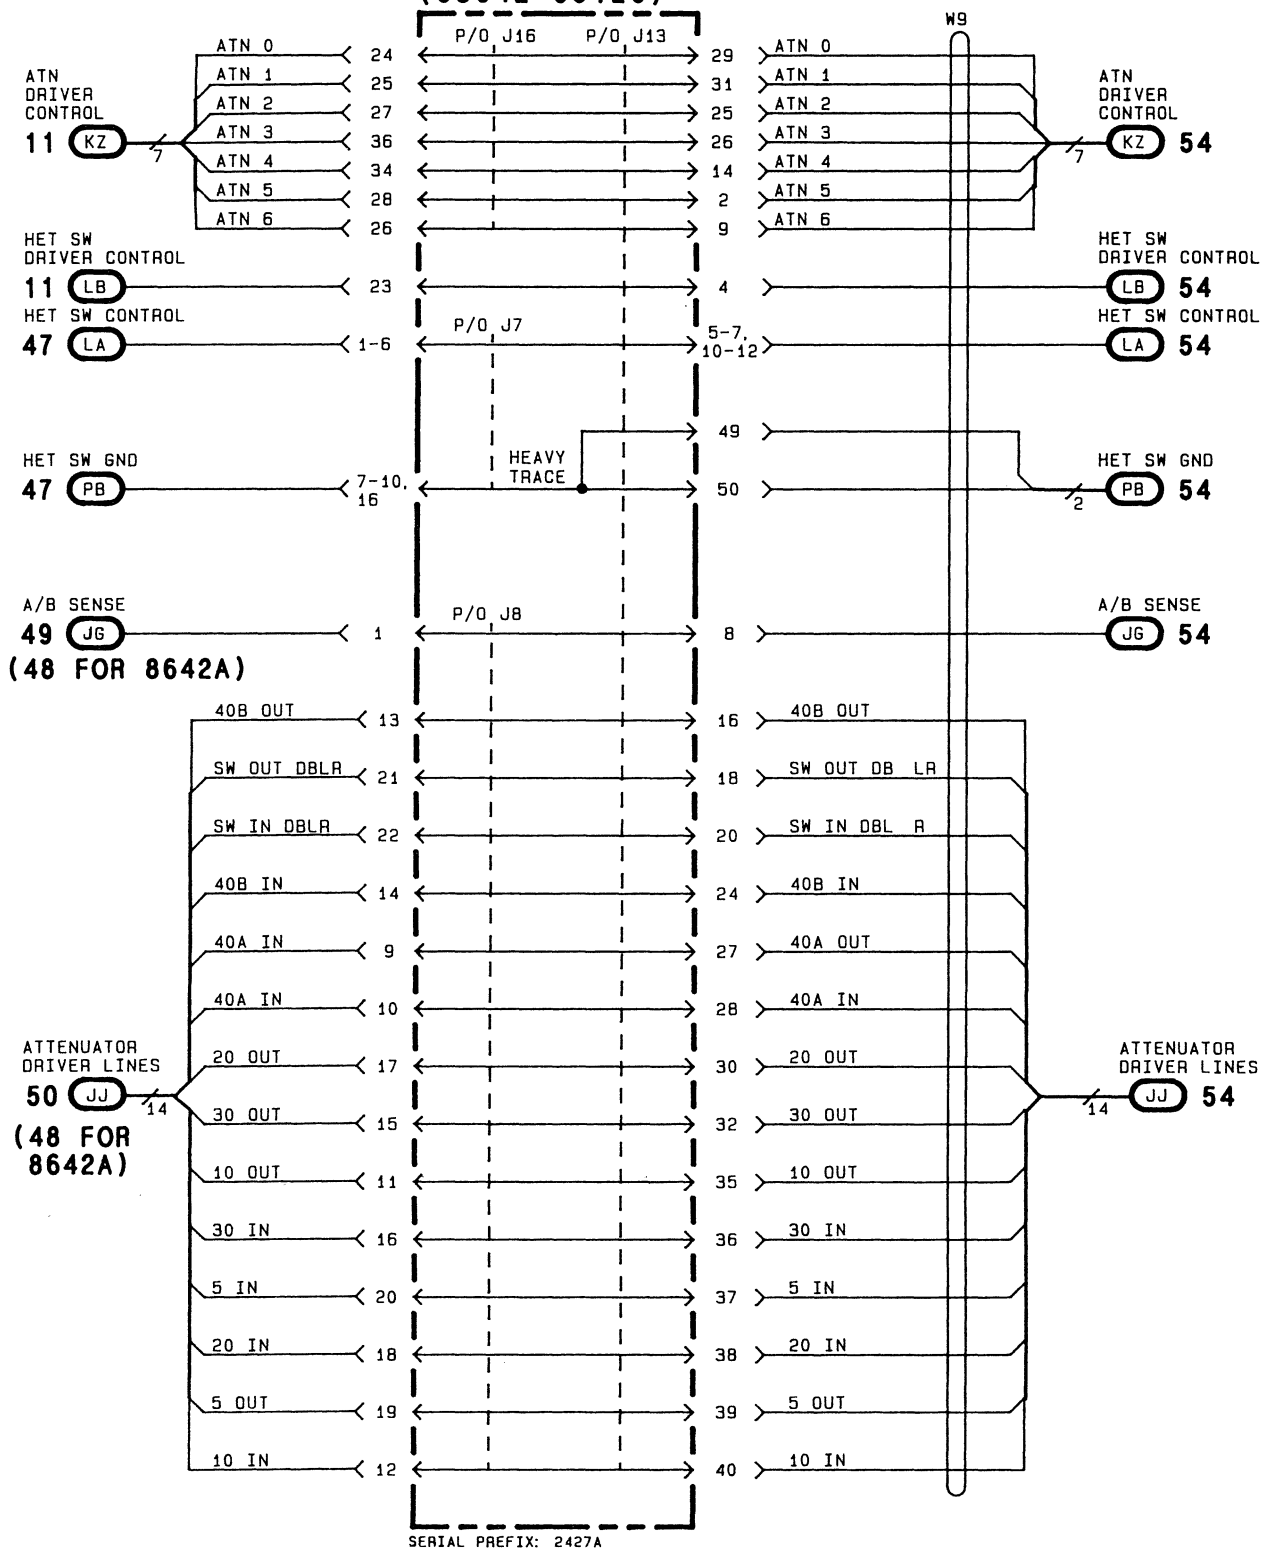 W9
P/O J16 P/O J13
ATN 0 24 29 ATN 0
ATN 1 25 31 ATN 1
ATN 2 27 25 ATN 2
ATN 3 36 26 ATN 3
ATN 4 34 14 ATN 4
ATN 5 28 2 ATN 5
ATN 6 26 9 ATN 6
ATN
DRIVER
CONTROL
11 KZ 7
ATN
DRIVER
CONTROL
7 KZ 54
HET SW
DRIVER CONTROL
11 LB 23 4
HET SW
DRIVER CONTROL
LB 54
HET SW CONTROL
47 LA 1-6
P/O J7
5-7,
10-12
HET SW CONTROL
LA 54
49
HET SW GND
47 PB
7-10,
16
HEAVY
TRACE
50
HET SW GND
2 PB 54
A/B SENSE
49 JG 1
(48 FOR 8642A)
P/O J8
8
A/B SENSE
JG 54
40B OUT 13 16 40B OUT
SW OUT DBLR 21 18 SW OUT DB LR
SW IN DBLR 22 20 SW IN DBL R
40B IN 14 24 40B IN
40A IN 9 27 40A OUT
40A IN 10 28 40A IN
20 OUT 17 30 20 OUT
30 OUT 15 32 30 OUT
10 OUT 11 35 10 OUT
30 IN 16 36 30 IN
5 IN 20 37 5 IN
20 IN 18 38 20 IN
5 OUT 19 39 5 OUT
10 IN 12 40 10 IN
ATTENUATOR
DRIVER LINES
50 JJ 14
(48 FOR
8642A)
ATTENUATOR
DRIVER LINES
14 JJ 54
SERIAL PREFIX: 2427A